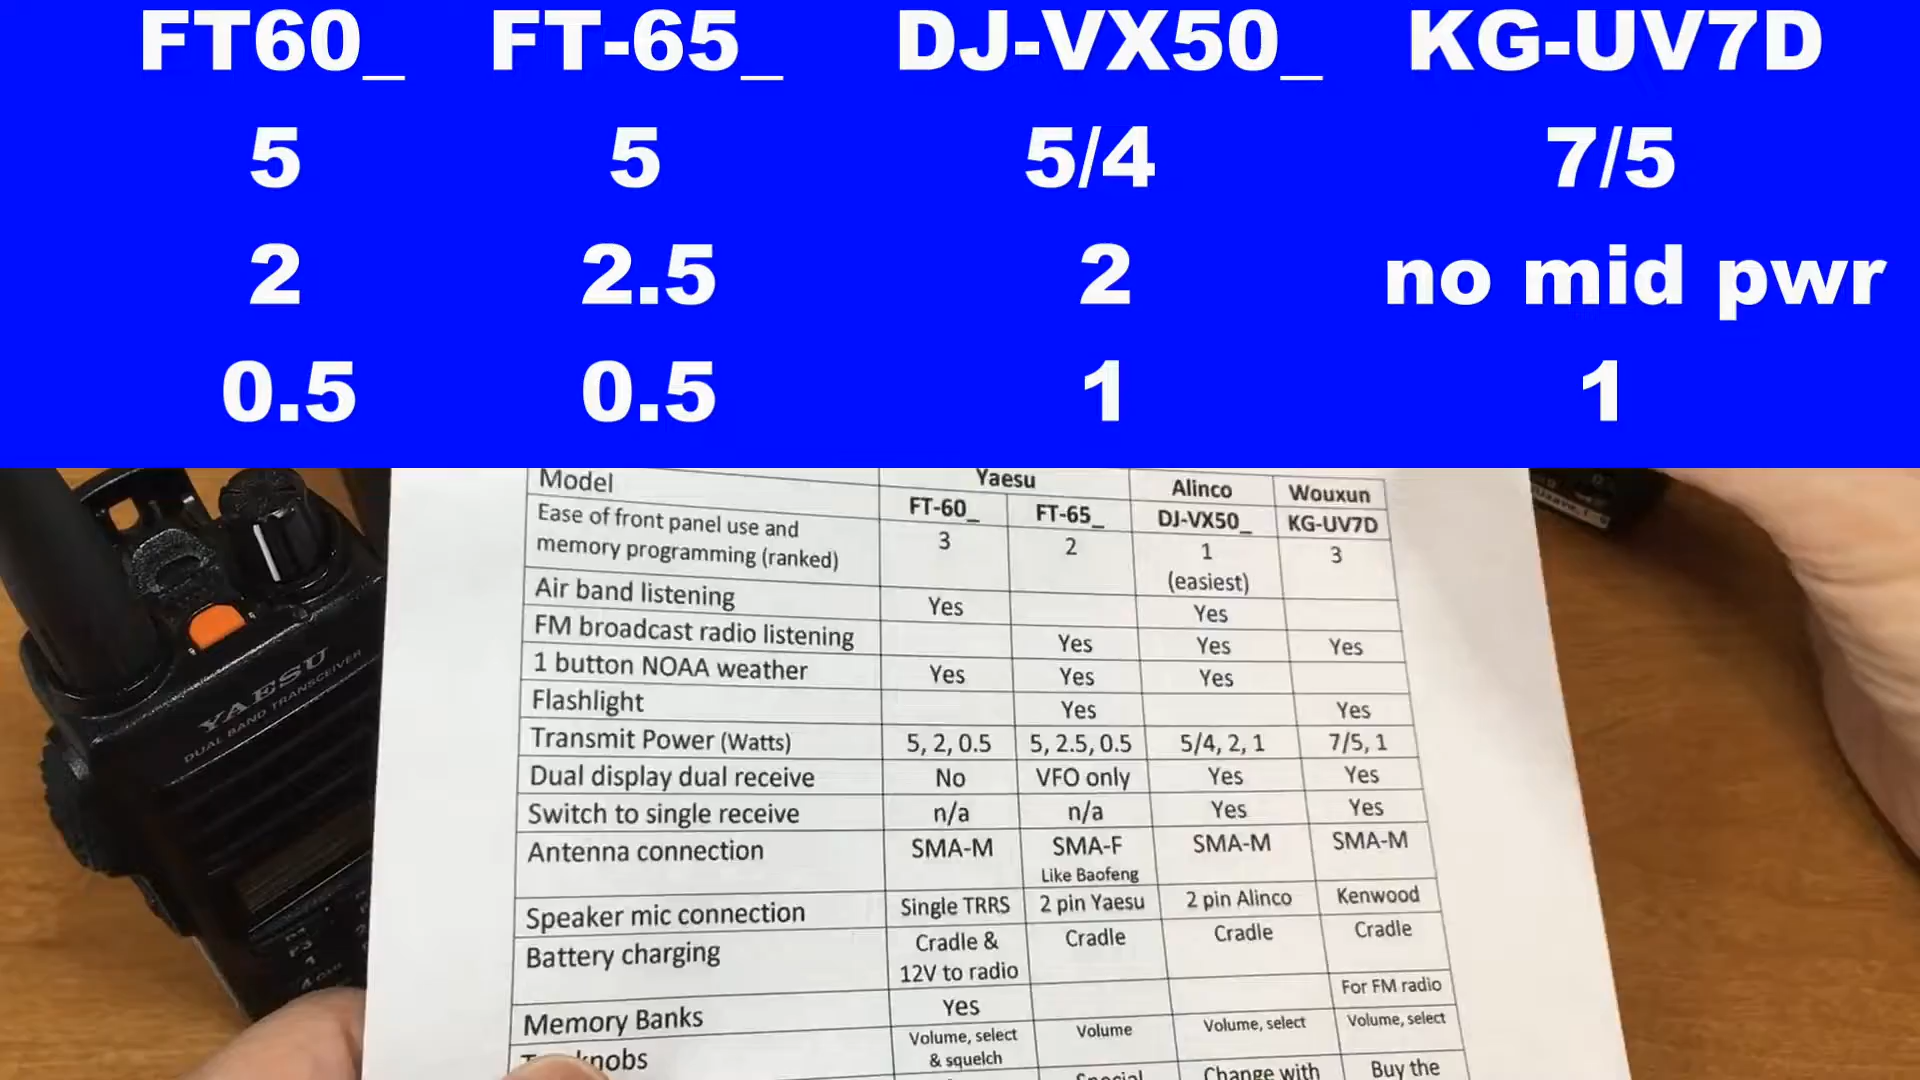 FT60_ FT-65_ DJ-VX50_ KG-UV7D
5 5 5/4 7/5
2 2.5 2 no mid pwr
0.5 0.5 1 1
Model Yaesu Alinco Wouxun
FT-60_ FT-65_ DJ-VX50_ KG-UV7D
Ease of front panel use and
memory programming (ranked) 3 2 1 3
(easiest)
Air band listening Yes Yes
FM broadcast radio listening Yes Yes Yes
1 button NOAA weather Yes Yes Yes
Flashlight Yes Yes
Transmit Power (Watts) 5, 2, 0.5 5, 2.5, 0.5 5/4, 2, 1 7/5, 1
Dual display dual receive No VFO only Yes Yes
Switch to single receive n/a n/a Yes Yes
Antenna connection SMA-M SMA-F SMA-M SMA-M
Like Baofeng
Speaker mic connection Single TRRS 2 pin Yaesu 2 pin Alinco Kenwood
Battery charging Cradle & Cradle Cradle Cradle
12V to radio
Memory Banks Yes For FM radio
knobs Volume, select Volume Volume, select Volume, select
& squelch
Special Change with Buy the
YAESU
DUAL BAND TRANSCEIVER
P3
1